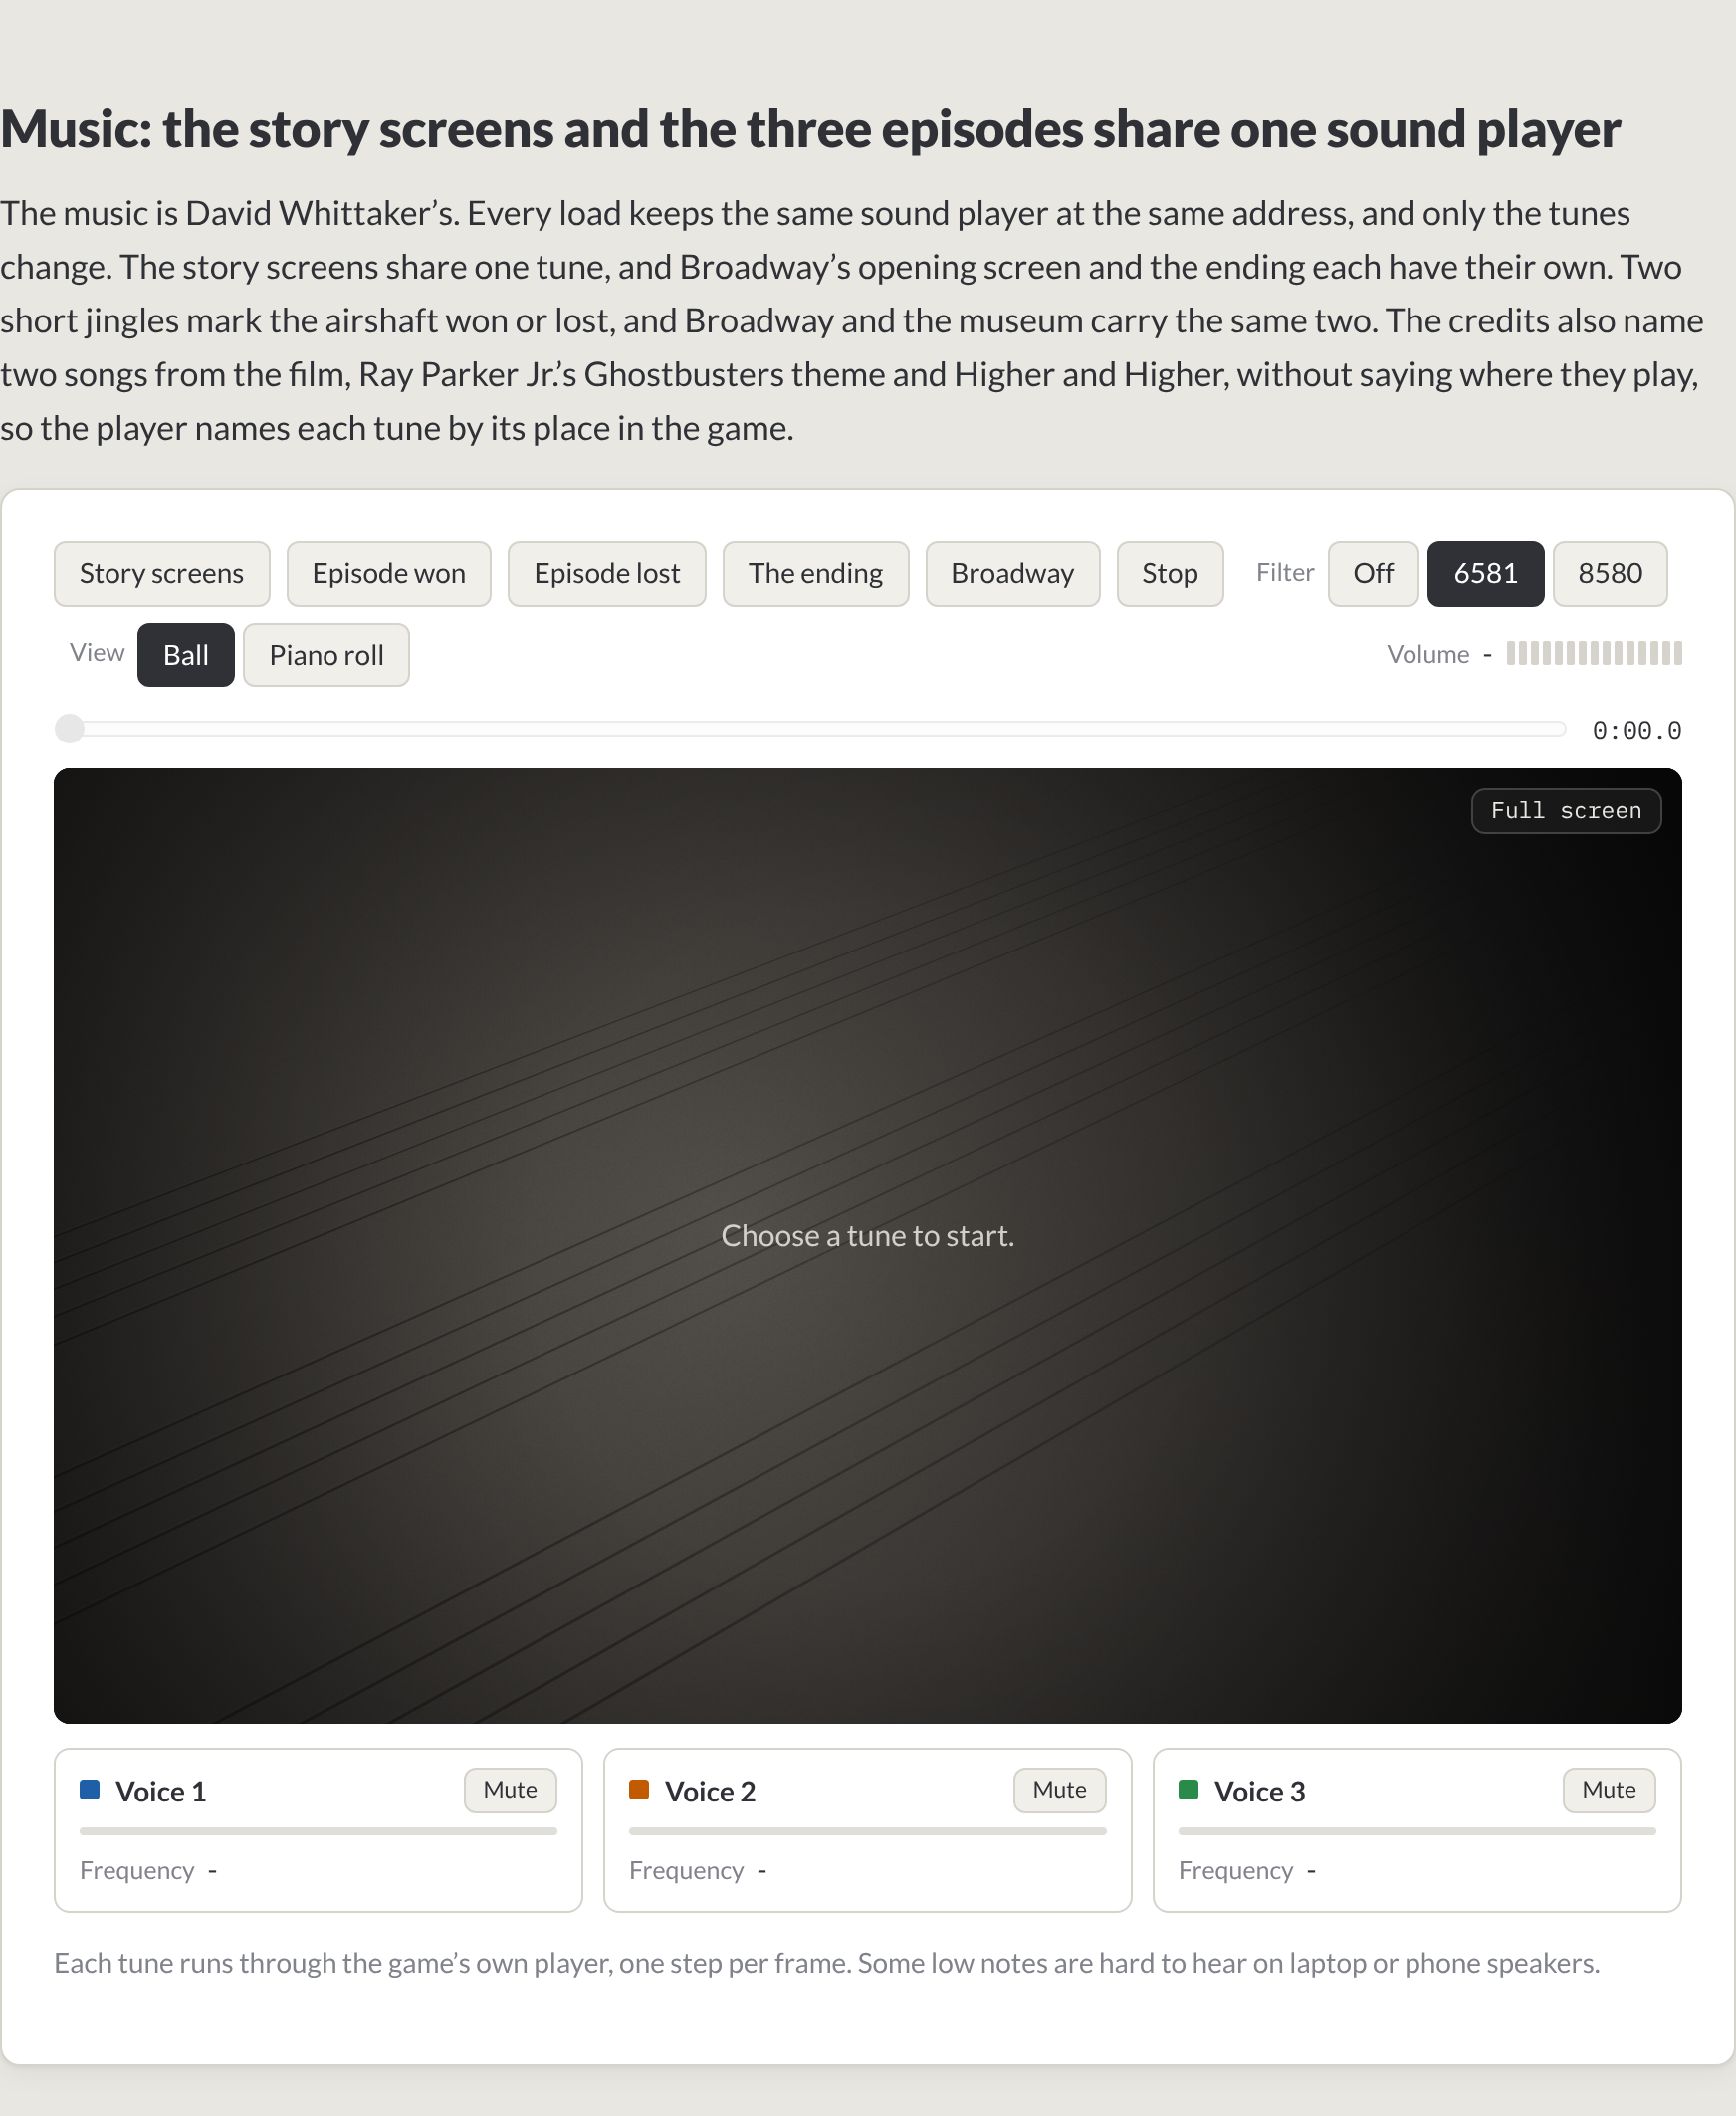 Music: the story screens and the three episodes share one sound player
The music is David Whittaker’s. Every load keeps the same sound player at the same address, and only the tunes
change. The story screens share one tune, and Broadway’s opening screen and the ending each have their own. Two
short jingles mark the airshaft won or lost, and Broadway and the museum carry the same two. The credits also name
two songs from the film, Ray Parker Jr.’s Ghostbusters theme and Higher and Higher, without saying where they play,
so the player names each tune by its place in the game.
Story screens Episode won Episode lost The ending Broadway Stop Filter Off 6581 8580
View Ball Piano roll Volume -
0:00.0
Full screen
Choose a tune to start.
Voice 1 Mute Voice 2 Mute Voice 3 Mute
Frequency - Frequency - Frequency -
Each tune runs through the game’s own player, one step per frame. Some low notes are hard to hear on laptop or phone speakers.